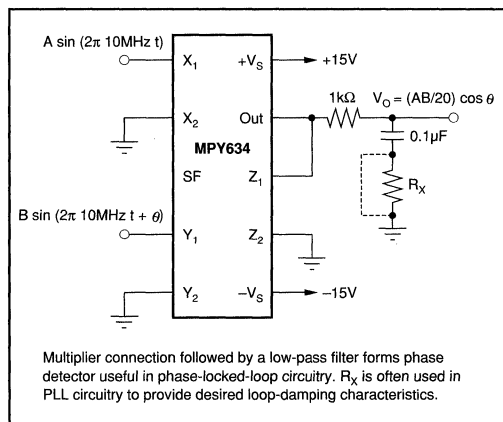 A sin (2π 10MHz t)
X₁
+V_S
+15V
X₂
Out
1kΩ
V_O = (AB/20) cos θ
0.1μF
MPY634
SF
Z₁
R_X
B sin (2π 10MHz t + θ)
Y₁
Z₂
Y₂
–V_S
–15V
Multiplier connection followed by a low-pass filter forms phase
detector useful in phase-locked-loop circuitry. R_X is often used in
PLL circuitry to provide desired loop-damping characteristics.